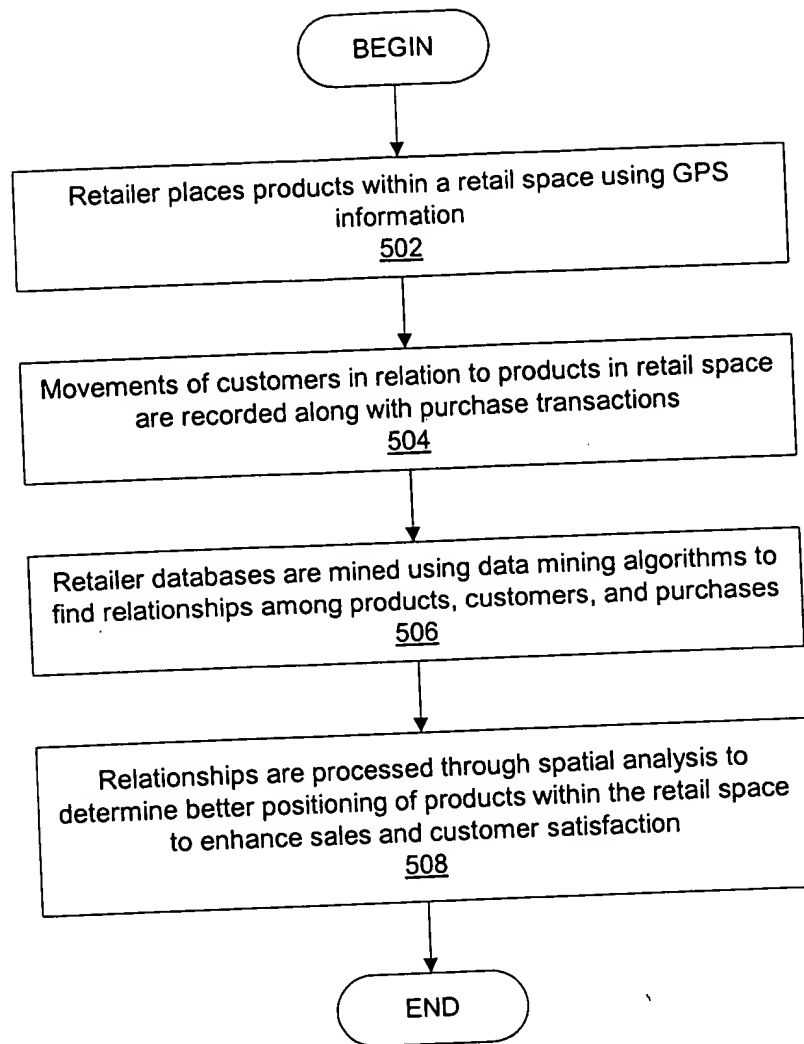 BEGIN
Retailer places products within a retail space using GPS
information
502
Movements of customers in relation to products in retail space
are recorded along with purchase transactions
504
Retailer databases are mined using data mining algorithms to
find relationships among products, customers, and purchases
506
Relationships are processed through spatial analysis to
determine better positioning of products within the retail space
to enhance sales and customer satisfaction
508
END